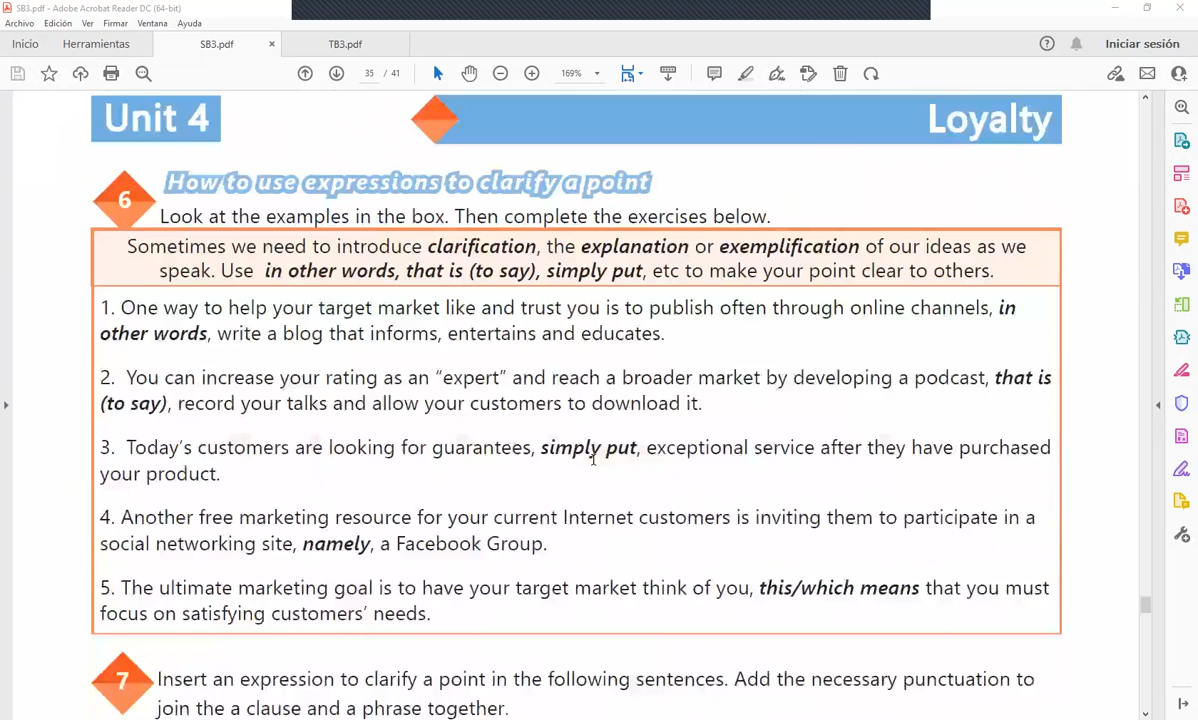 SB3.pdf - Adobe Acrobat Reader DC (64-bit)
Archivo Edición Ver Firmar Ventana Ayuda
Inicio Herramientas SB3.pdf × TB3.pdf Iniciar sesión
35 / 41 169%
Unit 4 Loyalty
6 How to use expressions to clarify a point
Look at the examples in the box. Then complete the exercises below.
Sometimes we need to introduce clarification, the explanation or exemplification of our ideas as we
speak. Use in other words, that is (to say), simply put, etc to make your point clear to others.
1. One way to help your target market like and trust you is to publish often through online channels, in
other words, write a blog that informs, entertains and educates.
2. You can increase your rating as an “expert” and reach a broader market by developing a podcast, that is
(to say), record your talks and allow your customers to download it.
3. Today’s customers are looking for guarantees, simply put, exceptional service after they have purchased
your product.
4. Another free marketing resource for your current Internet customers is inviting them to participate in a
social networking site, namely, a Facebook Group.
5. The ultimate marketing goal is to have your target market think of you, this/which means that you must
focus on satisfying customers’ needs.
7 Insert an expression to clarify a point in the following sentences. Add the necessary punctuation to
join the a clause and a phrase together.